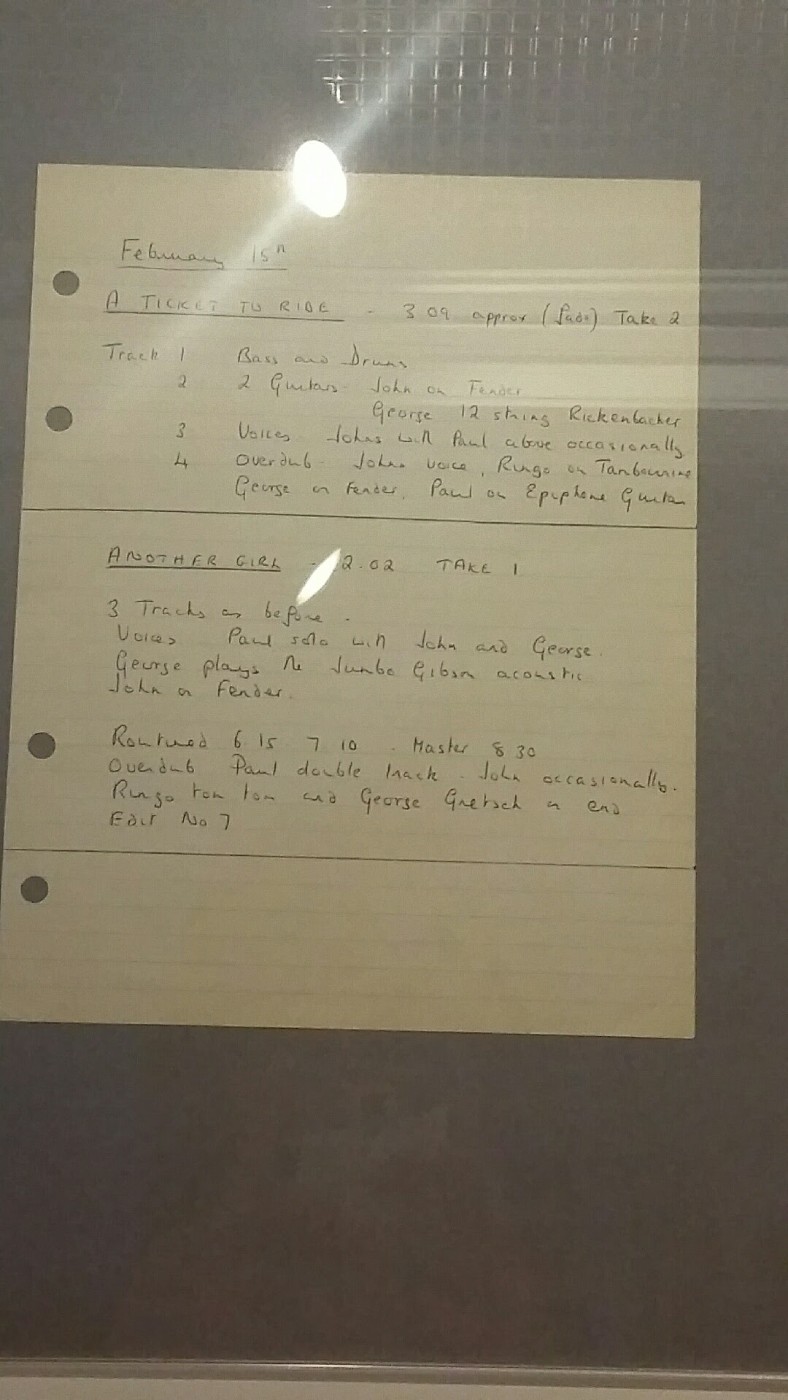 February 15th
A TICKET TO RIDE - 3 09 approx (fade) Take 2
Track 1 Bass and Drums
2 2 Guitars. John on Fender
George 12 string Rickenbacker
3 Voices Johns with Paul above occasionally
4 Overdub Johns voice, Ringo on Tambourine
George on Fender, Paul on Epiphone Guitar
ANOTHER GIRL - 2.02 TAKE 1
3 Tracks as before.
Voices Paul solo with John and George.
George plays the Jumbo Gibson acoustic
John on Fender.
Routined 6 15 7 10 . Master 8 30
Overdub Paul double track. John occasionally.
Ringo tom tom and George Gretsch on end
Edit No 7